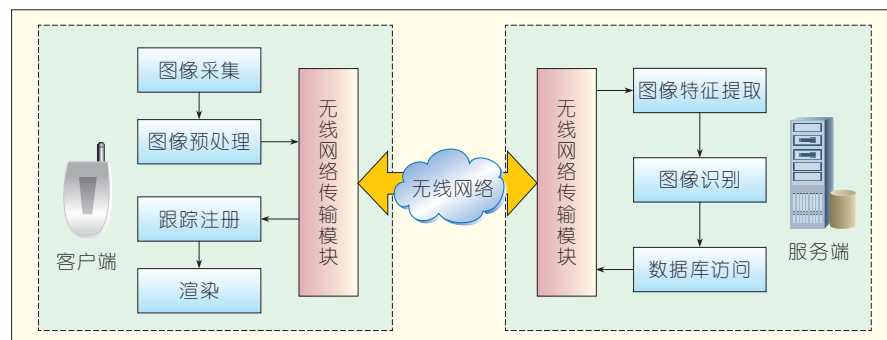 图像采集
图像预处理
跟踪注册
渲染
客户端
无线网络传输模块
无线网络
无线网络传输模块
图像特征提取
图像识别
数据库访问
服务端